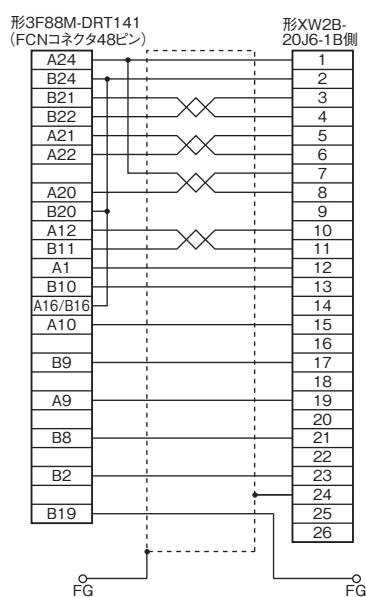 形3F88M-DRT141
(FCNコネクタ48ピン)
形XW2B-
20J6-1B側
A24 1
B24 2
B21 3
B22 4
A21 5
A22 6
7
A20 8
B20 9
A12 10
B11 11
A1 12
B10 13
A16/B16 14
A10 15
16
B9 17
18
A9 19
20
B8 21
22
B2 23
24
B19 25
26
FG FG